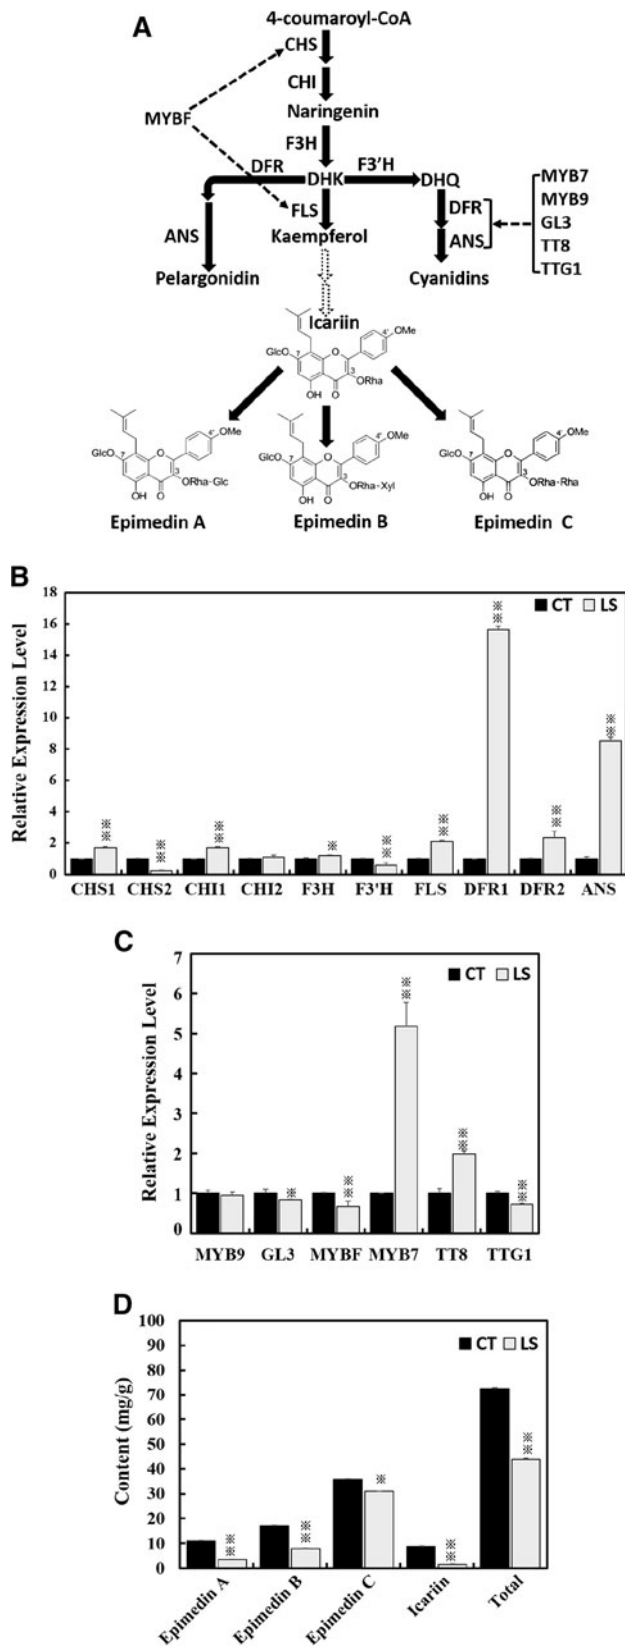 A
4-coumaroyl-CoA
CHS
CHI
MYBF
Naringenin
F3H
DFR
F3'H
DHK
DHQ
MYB7
MYB9
GL3
TT8
TTG1
FLS
DFR
ANS
Kaempferol
ANS
Pelargonidin
Cyanidins
Icariin
4'
OMe
GlcO
7
O
3
ORha
OH
O
4'
OMe
GlcO
7
O
3
ORha-Glc
OH
O
4'
OMe
GlcO
7
O
3
ORha-Xyl
OH
O
4'
OMe
GlcO
7
O
3
ORha-Rha
OH
O
Epimedin A
Epimedin B
Epimedin C
B
Relative Expression Level
18
16
14
12
10
8
6
4
2
0
CT LS
※※ ※※ ※※ ※ ※※ ※※ ※※ ※※ ※※
CHS1 CHS2 CHI1 CHI2 F3H F3'H FLS DFR1 DFR2 ANS
C
Relative Expression Level
7
6
5
4
3
2
1
0
CT LS
※ ※※ ※※ ※※ ※※
MYB9 GL3 MYBF MYB7 TT8 TTG1
D
Content (mg/g)
100
90
80
70
60
50
40
30
20
10
0
CT LS
※※ ※※ ※ ※※ ※※
Epimedin A
Epimedin B
Epimedin C
Icariin
Total